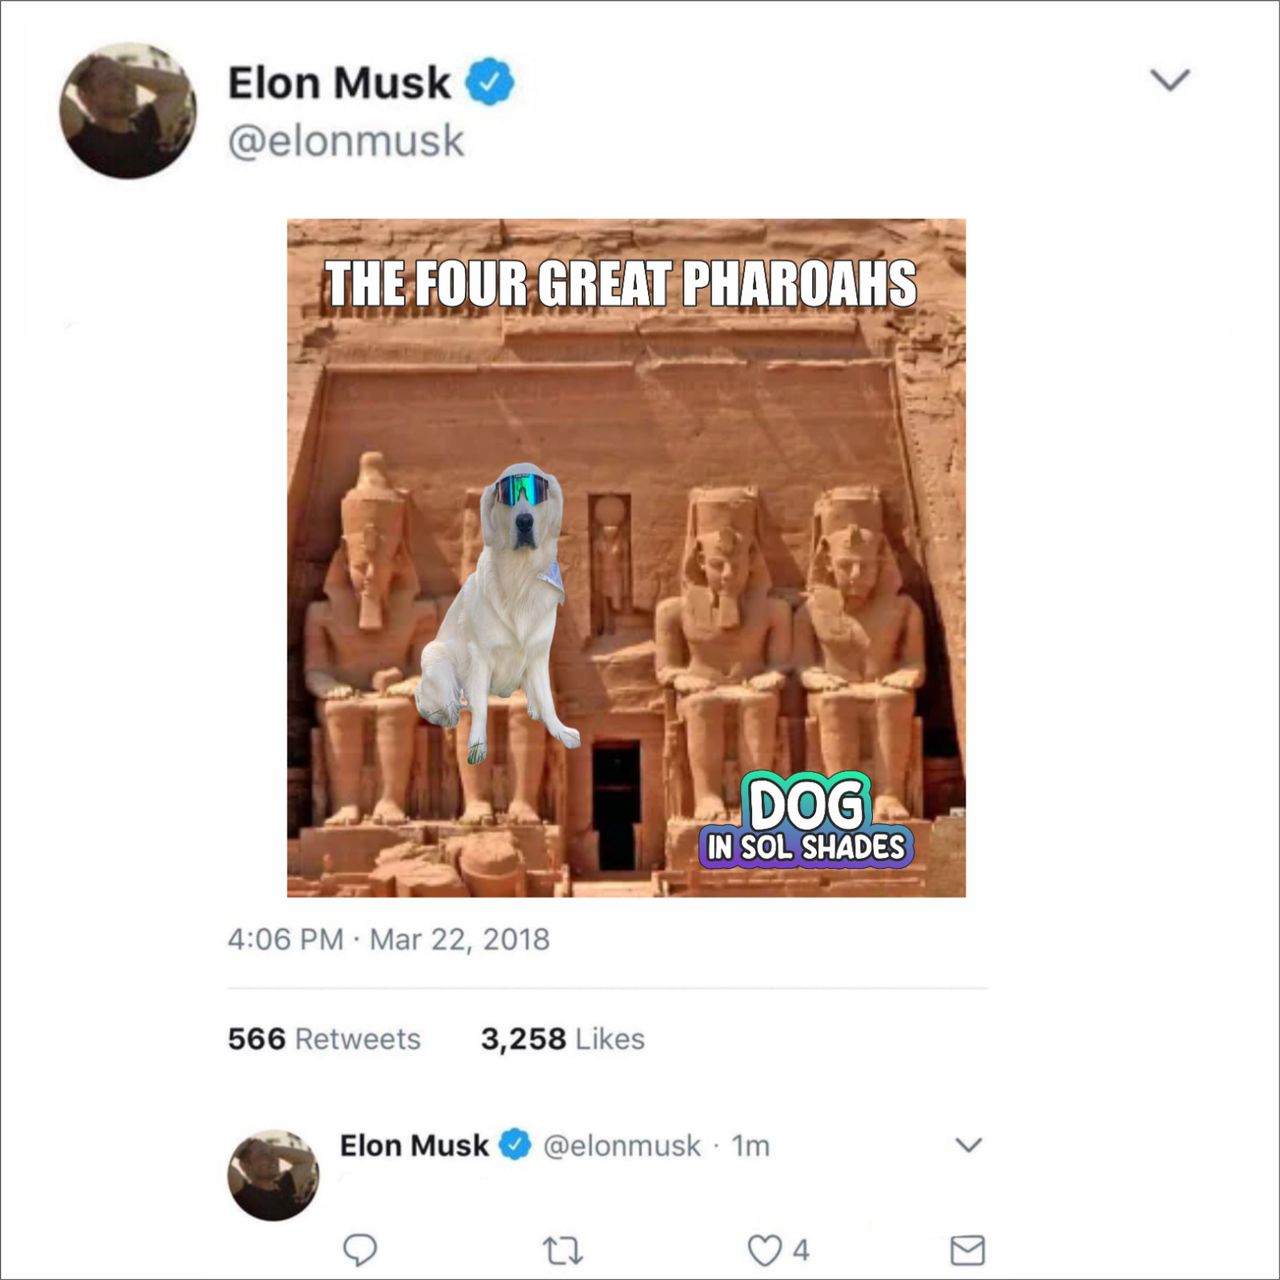 Elon Musk
@elonmusk
THE FOUR GREAT PHAROAHS
DOG
IN SOL SHADES
4:06 PM · Mar 22, 2018
566 Retweets 3,258 Likes
Elon Musk @elonmusk · 1m
4